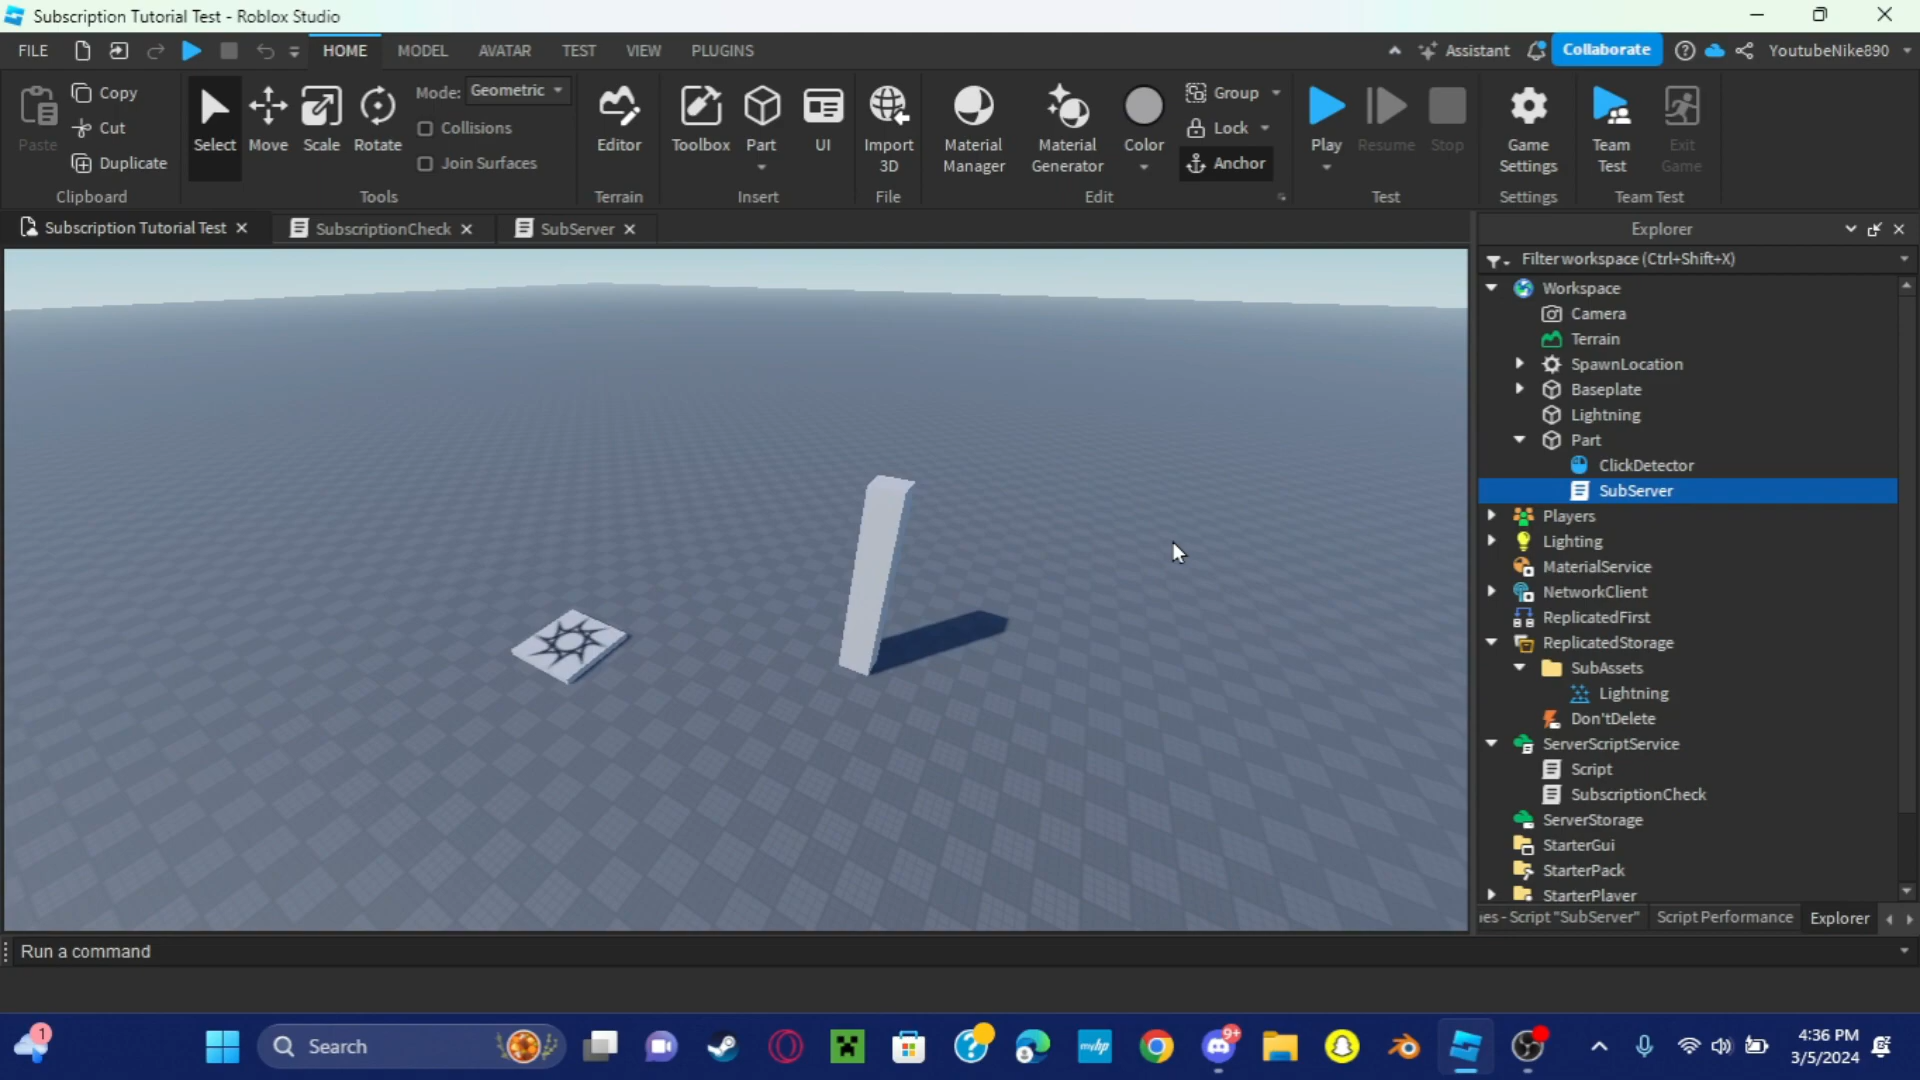 Subscription Tutorial Test - Roblox Studio
FILE HOME MODEL AVATAR TEST VIEW PLUGINS Assistant Collaborate YoutubeNike890
Paste Copy Cut Duplicate
Clipboard
Select Move Scale Rotate
Mode: Geometric
Collisions
Join Surfaces
Tools
Editor
Terrain
Toolbox Part UI
Insert
Import
3D
File
Material
Manager
Material
Generator
Color
Group
Lock
Anchor
Edit
Play Resume Stop
Test
Game
Settings
Settings
Team
Test
Exit
Game
Team Test
Subscription Tutorial Test SubscriptionCheck SubServer
Explorer
Filter workspace (Ctrl+Shift+X)
Workspace
Camera
Terrain
SpawnLocation
Baseplate
Lightning
Part
ClickDetector
SubServer
Players
Lighting
MaterialService
NetworkClient
ReplicatedFirst
ReplicatedStorage
SubAssets
Lightning
Don'tDelete
ServerScriptService
Script
SubscriptionCheck
ServerStorage
StarterGui
StarterPack
StarterPlayer
- Script "SubServer" Script Performance Explorer
Run a command
1
Search
myhp
9+
4:36 PM
3/5/2024